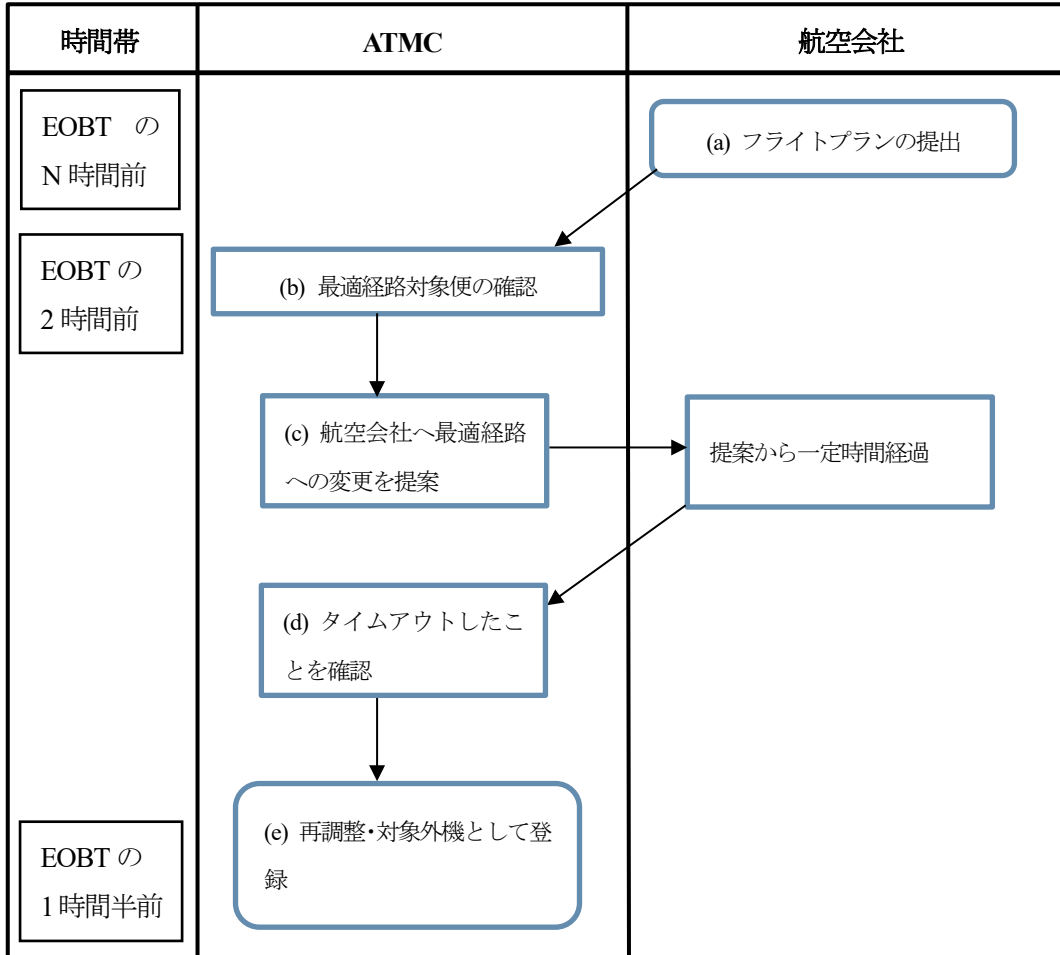 時間帯
ATMC
航空会社
EOBT の
N 時間前
(a) フライトプランの提出
EOBT の
2 時間前
(b) 最適経路対象便の確認
(c) 航空会社へ最適経路
への変更を提案
提案から一定時間経過
(d) タイムアウトしたこ
とを確認
(e) 再調整・対象外機として登
録
EOBT の
1 時間半前